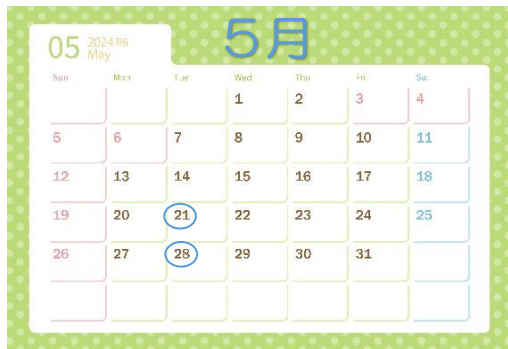 5月
05 2024 R6
May
Sun Mon Tue Wed Thu Fri Sa.
1 2 3 4
5 6 7 8 9 10 11
12 13 14 15 16 17 18
19 20 21 22 23 24 25
26 27 28 29 30 31